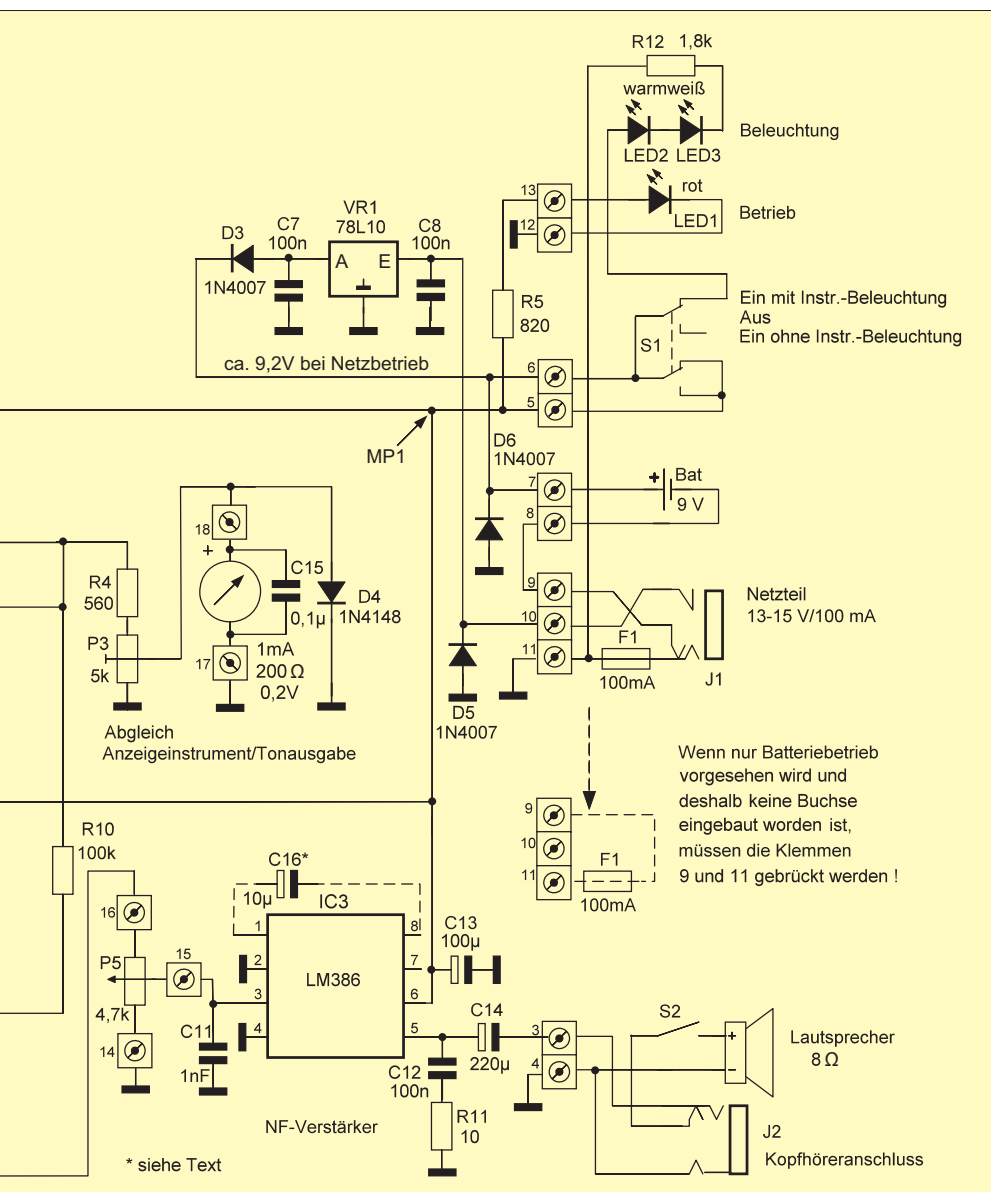 R12 1,8k
warmweiß
LED2 LED3
Beleuchtung
13
rot
LED1
Betrieb
12
VR1
78L10
C7
100n
C8
100n
D3
1N4007
A E
R5
820
Ein mit Instr.-Beleuchtung
Aus
Ein ohne Instr.-Beleuchtung
S1
ca. 9,2V bei Netzbetrieb
6
5
MP1
D6
1N4007
7
8
+ Bat
9 V
18
+
C15
0,1µ
D4
1N4148
R4
560
P3
5k
17
1mA
200 Ω
0,2V
9
10
11
F1
100mA
Netzteil
13-15 V/100 mA
J1
D5
1N4007
Abgleich
Anzeigeinstrument/Tonausgabe
Wenn nur Batteriebetrieb
vorgesehen wird und
deshalb keine Buchse
eingebaut worden ist,
müssen die Klemmen
9 und 11 gebrückt werden !
9
10
11
F1
100mA
R10
100k
C16*
10µ
IC3
1
2
3
4
8
7
6
5
LM386
C13
100µ
16
15
P5
4,7k
14
C11
1nF
C14
220µ
C12
100n
R11
10
3
4
S2
+
–
Lautsprecher
8 Ω
J2
Kopfhöreranschluss
NF-Verstärker
* siehe Text